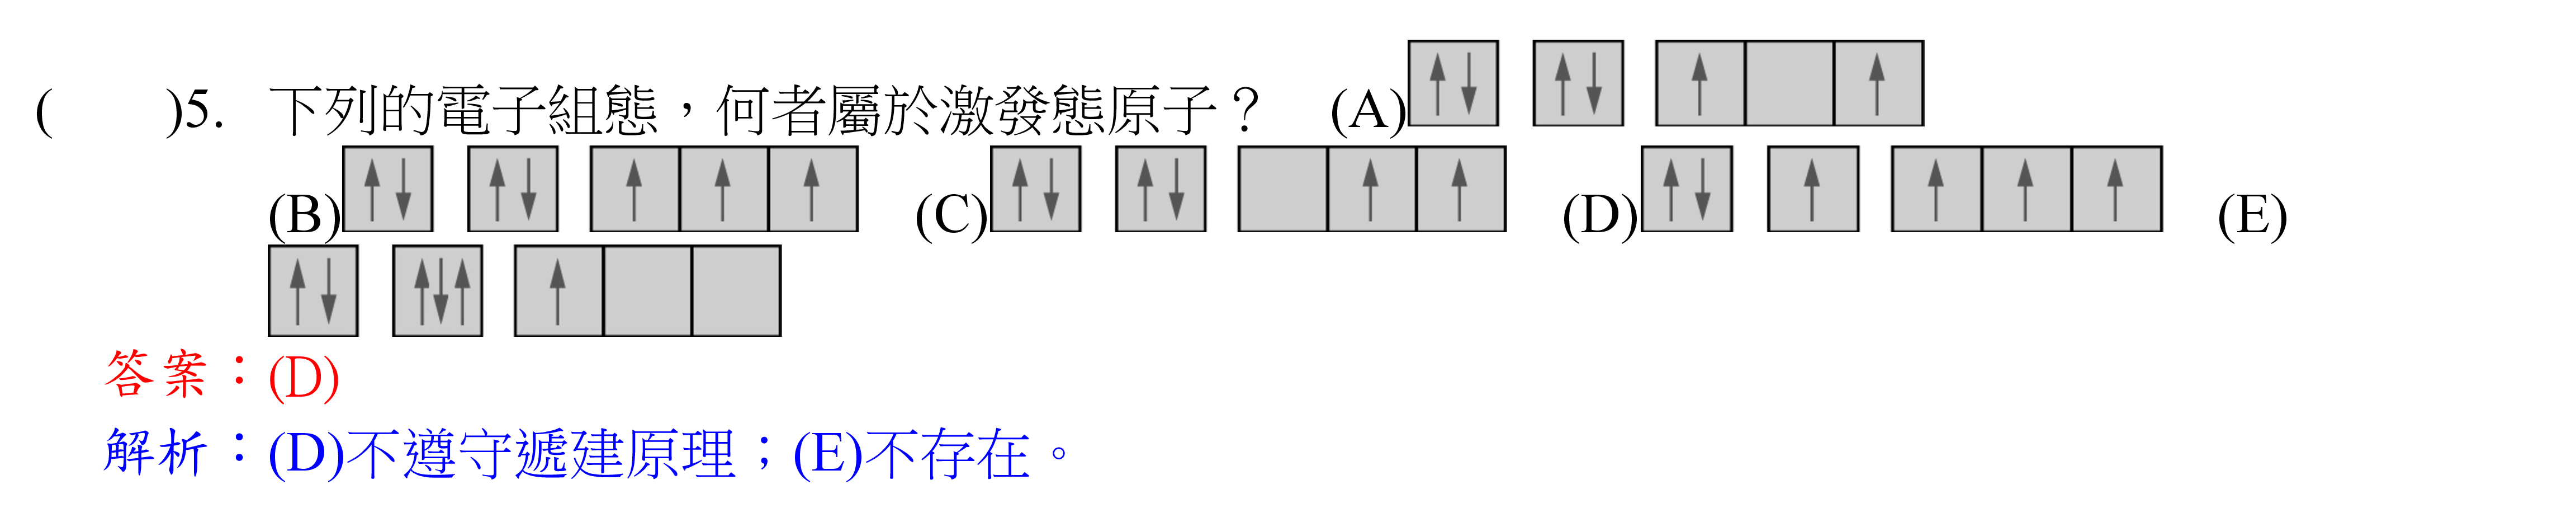 (　　)5. 下列的電子組態，何者屬於激發態原子？ (A)
(B) (C) (D) (E)
答案：(D)
解析：(D)不遵守遞建原理；(E)不存在。